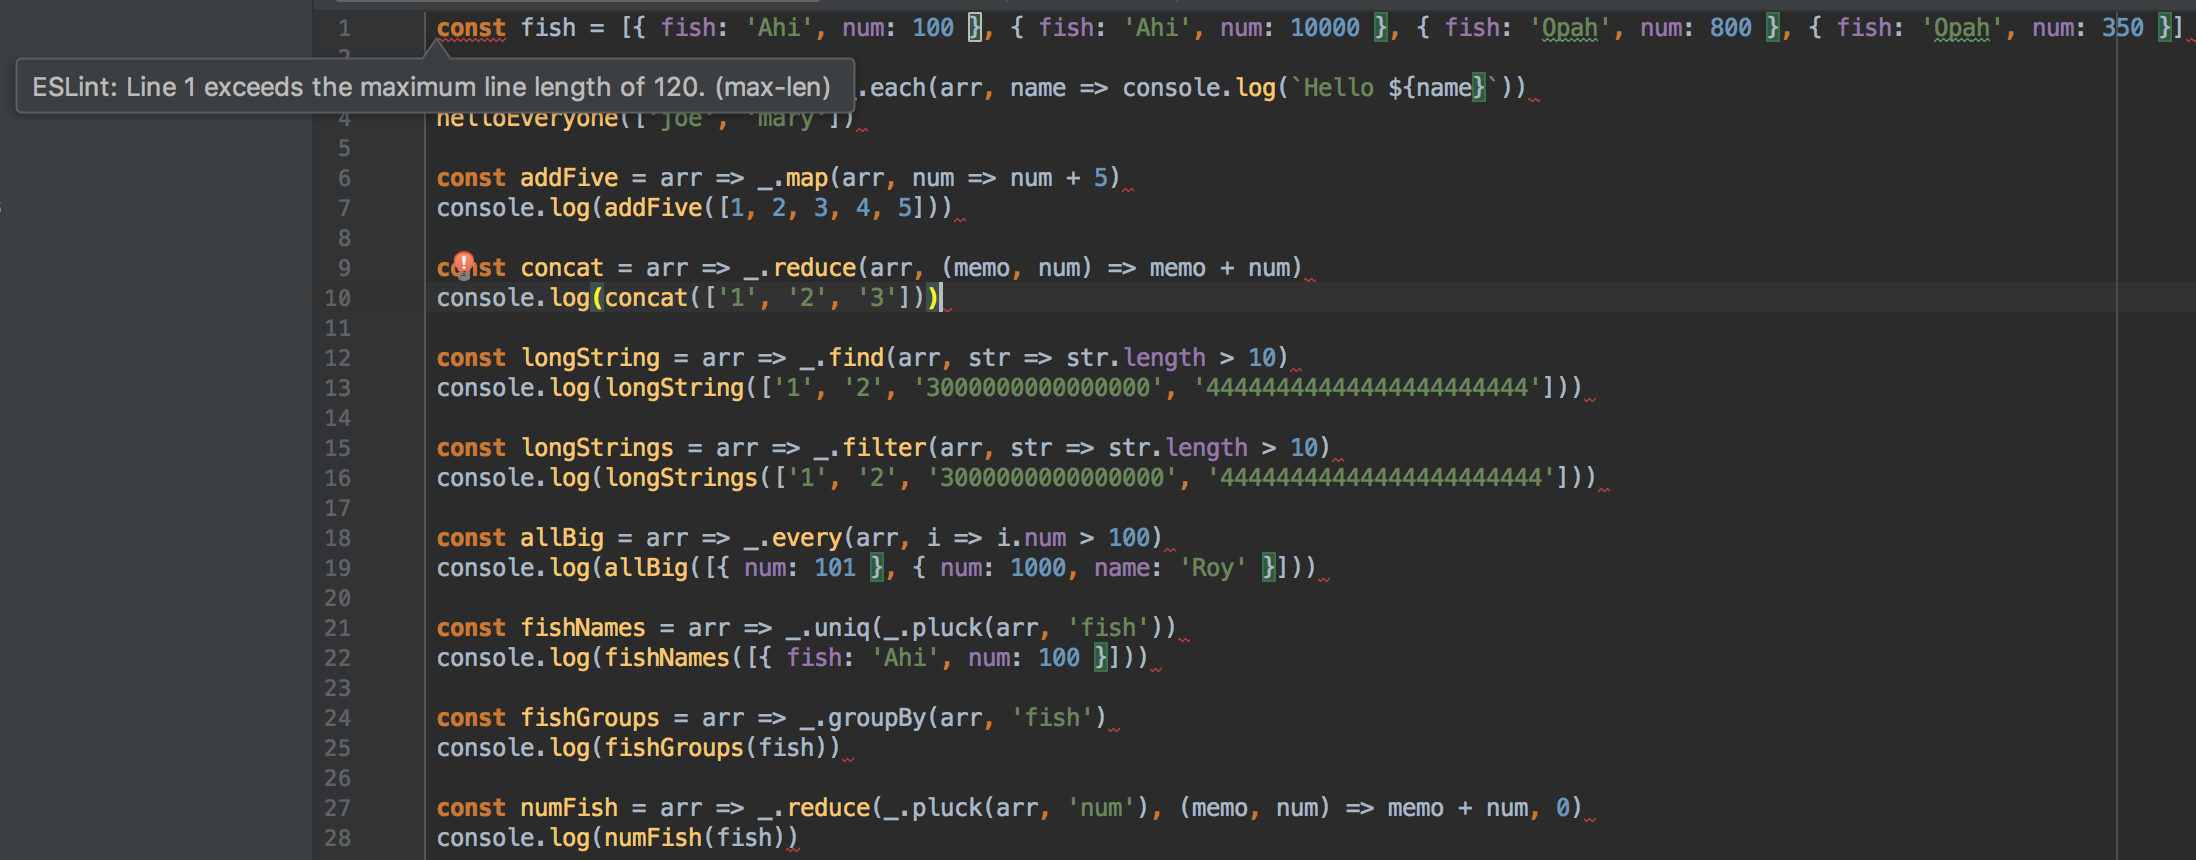 1 const fish = [{ fish: 'Ahi', num: 100 }, { fish: 'Ahi', num: 10000 }, { fish: 'Opah', num: 800 }, { fish: 'Opah', num: 350 }]
2
ESLint: Line 1 exceeds the maximum line length of 120. (max-len)
.each(arr, name => console.log(`Hello ${name}`))
4 helloEveryone(['joe', 'mary'])
5
6 const addFive = arr => _.map(arr, num => num + 5)
7 console.log(addFive([1, 2, 3, 4, 5]))
8
9 const concat = arr => _.reduce(arr, (memo, num) => memo + num)
10 console.log(concat(['1', '2', '3']))
11
12 const longString = arr => _.find(arr, str => str.length > 10)
13 console.log(longString(['1', '2', '3000000000000000', '44444444444444444444444']))
14
15 const longStrings = arr => _.filter(arr, str => str.length > 10)
16 console.log(longStrings(['1', '2', '3000000000000000', '44444444444444444444444']))
17
18 const allBig = arr => _.every(arr, i => i.num > 100)
19 console.log(allBig([{ num: 101 }, { num: 1000, name: 'Roy' }]))
20
21 const fishNames = arr => _.uniq(_.pluck(arr, 'fish'))
22 console.log(fishNames([{ fish: 'Ahi', num: 100 }]))
23
24 const fishGroups = arr => _.groupBy(arr, 'fish')
25 console.log(fishGroups(fish))
26
27 const numFish = arr => _.reduce(_.pluck(arr, 'num'), (memo, num) => memo + num, 0)
28 console.log(numFish(fish))